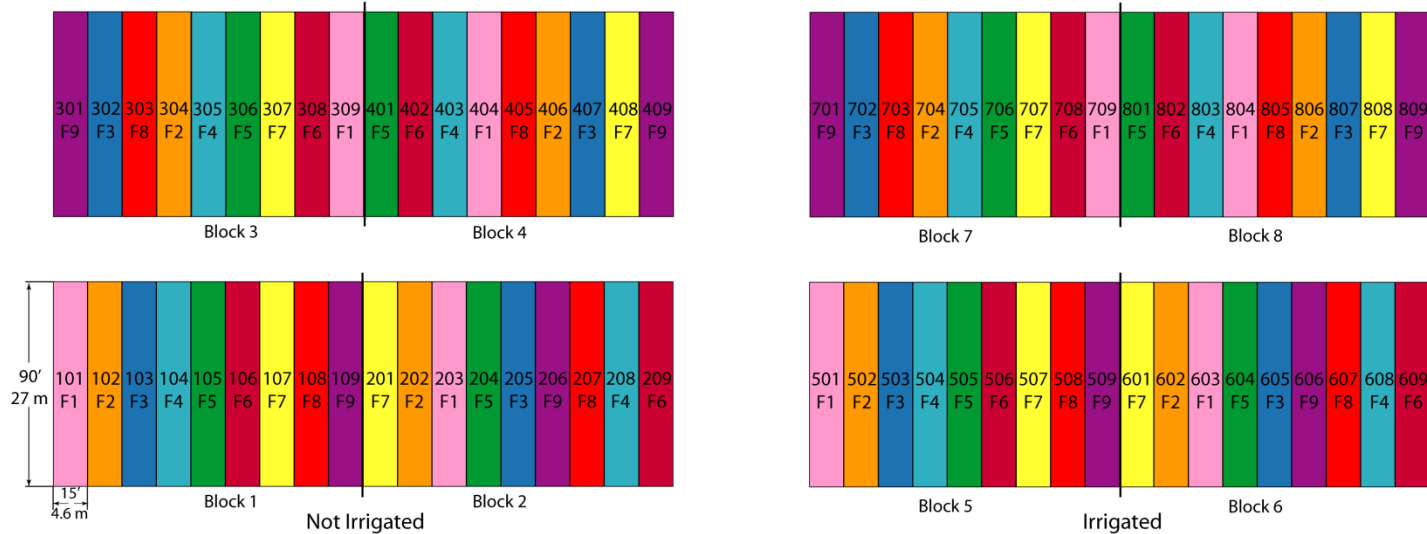 301 302 303 304 305 306 307 308 309 401 402 403 404 405 406 407 408 409
F9 F3 F8 F2 F4 F5 F7 F6 F1 F5 F6 F4 F1 F8 F2 F3 F7 F9
Block 3 Block 4
701 702 703 704 705 706 707 708 709 801 802 803 804 805 806 807 808 809
F9 F3 F8 F2 F4 F5 F7 F6 F1 F5 F6 F4 F1 F8 F2 F3 F7 F9
Block 7 Block 8
90’
27 m
101 102 103 104 105 106 107 108 109 201 202 203 204 205 206 207 208 209
F1 F2 F3 F4 F5 F6 F7 F8 F9 F7 F2 F1 F5 F3 F9 F8 F4 F6
15’
4.6 m
Block 1 Block 2
Not Irrigated
501 502 503 504 505 506 507 508 509 601 602 603 604 605 606 607 608 609
F1 F2 F3 F4 F5 F6 F7 F8 F9 F7 F2 F1 F5 F3 F9 F8 F4 F6
Block 5 Block 6
Irrigated